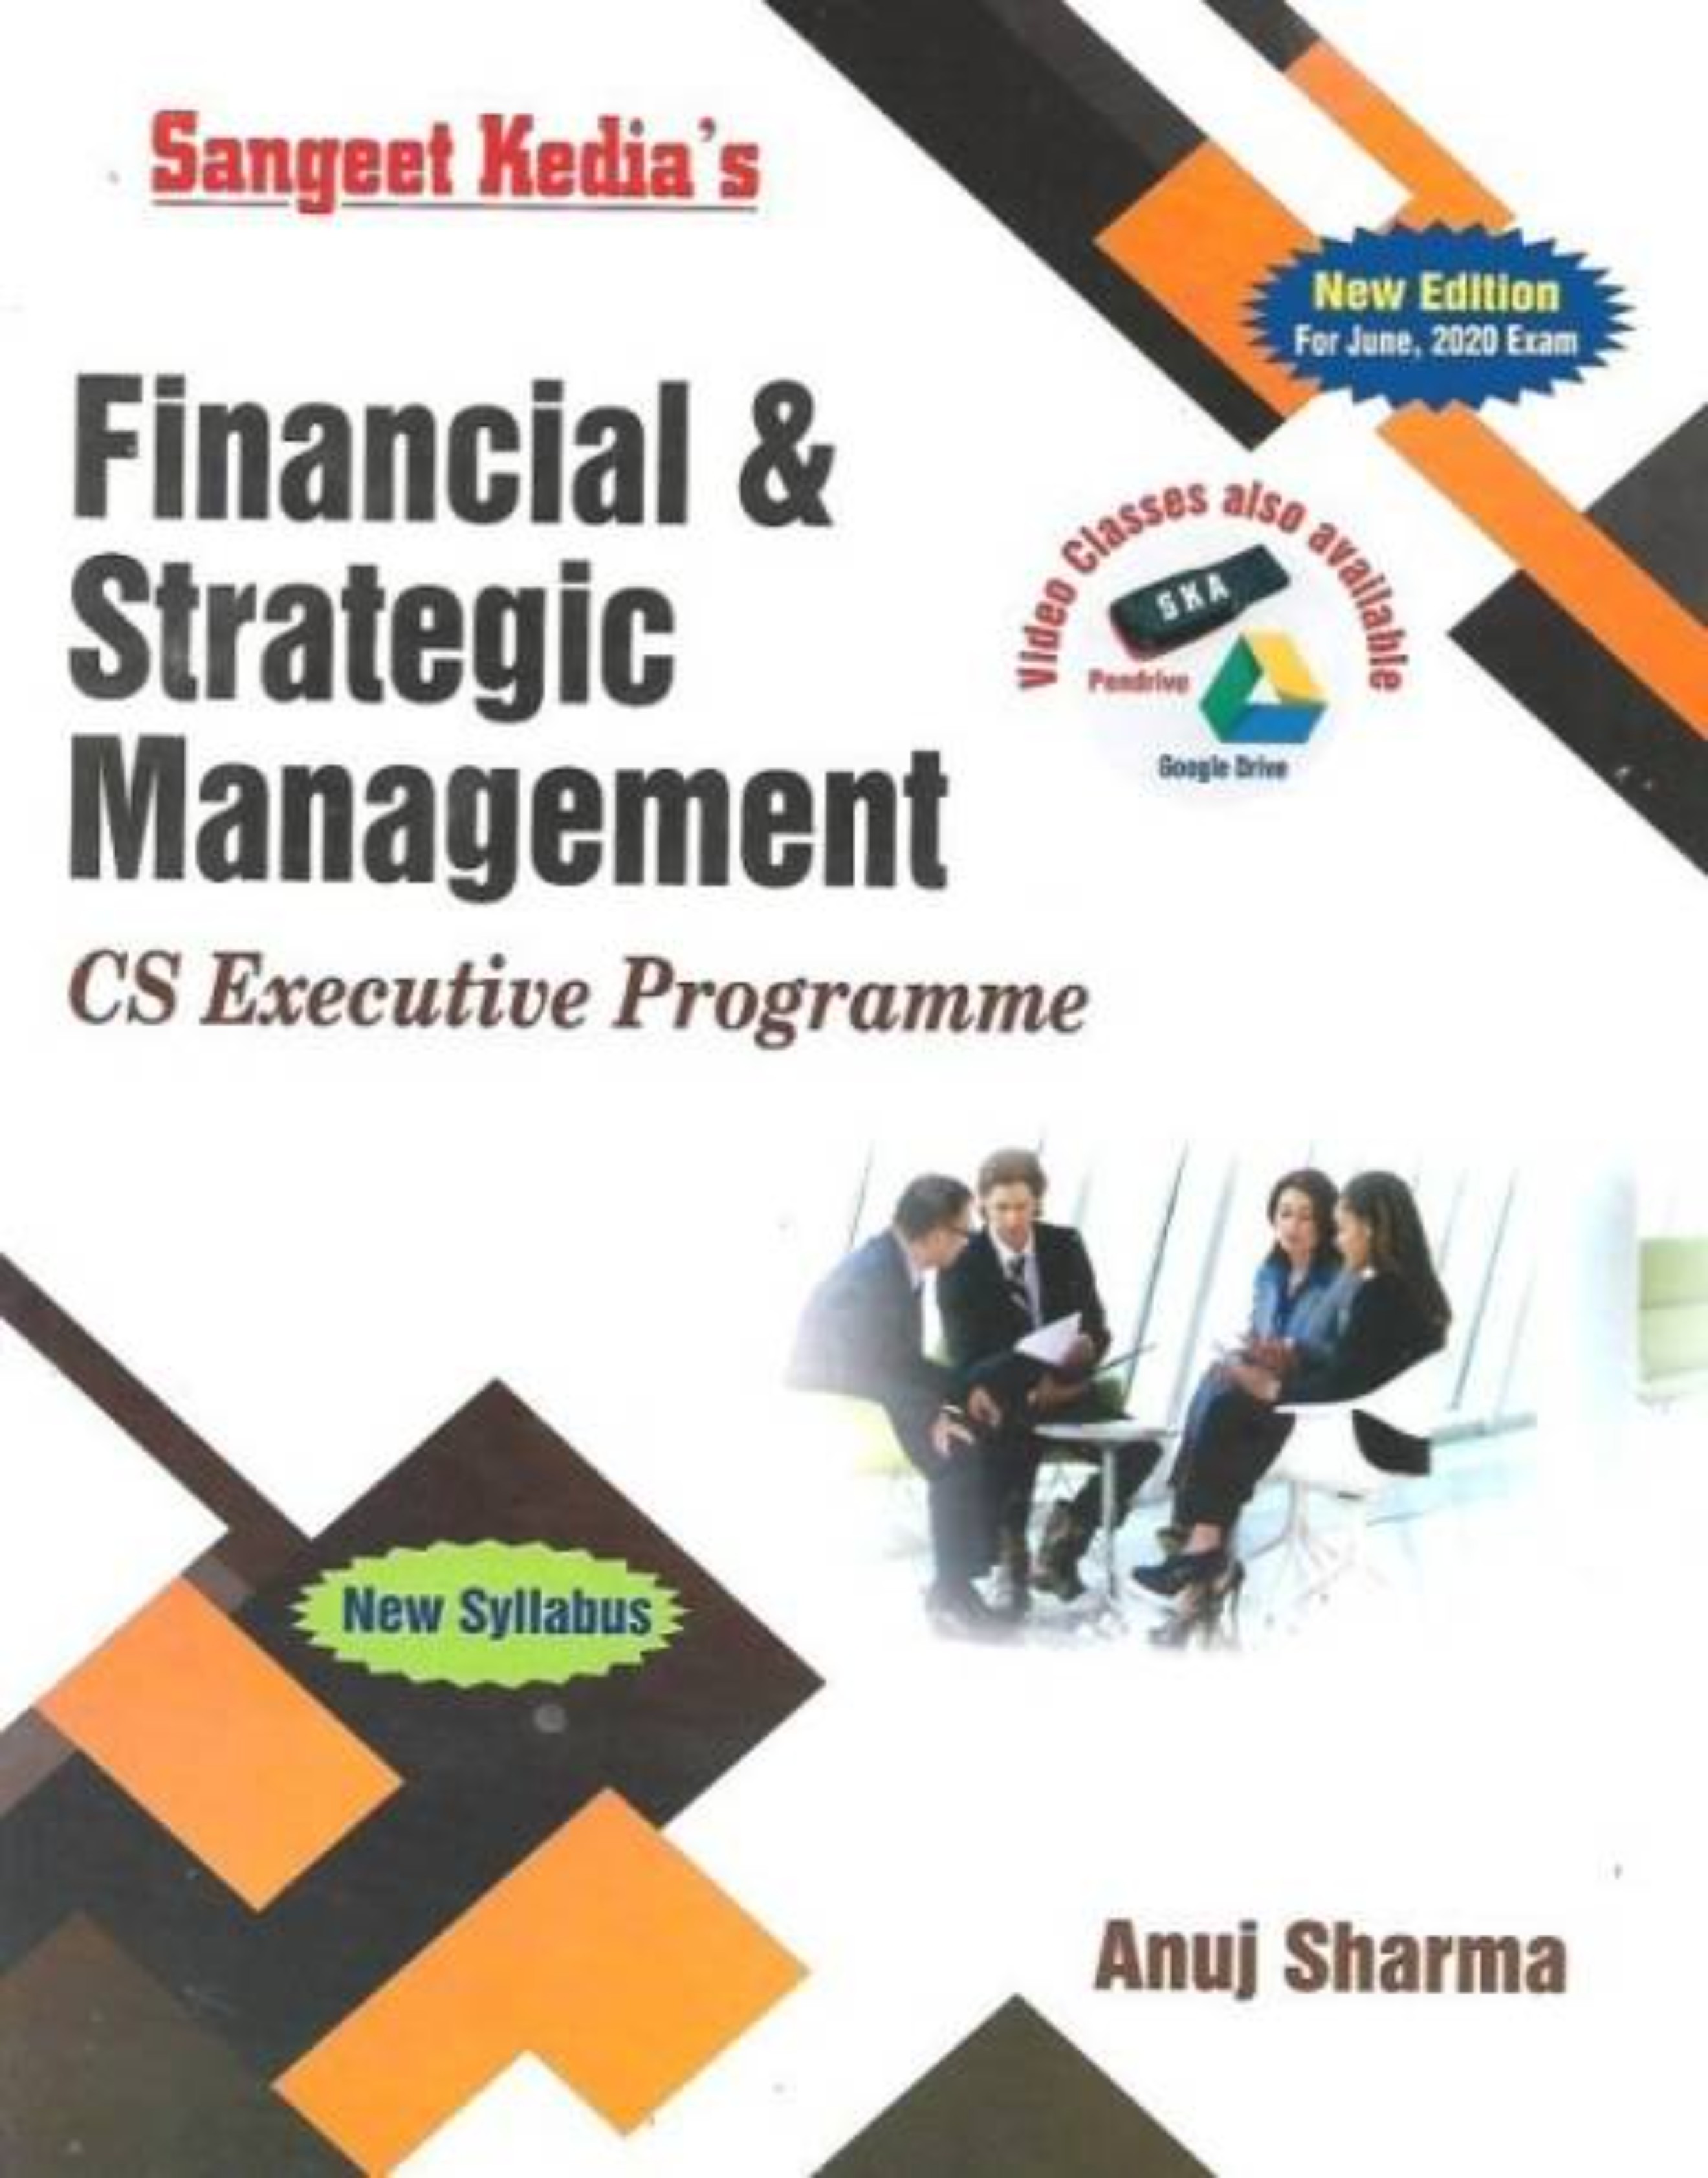 Sangeet Kedia's
New Edition
For June, 2020 Exam
Financial &
Strategic
Management
Video Classes also available
SKA
Pendrive
Google Drive
CS Executive Programme
New Syllabus
Anuj Sharma